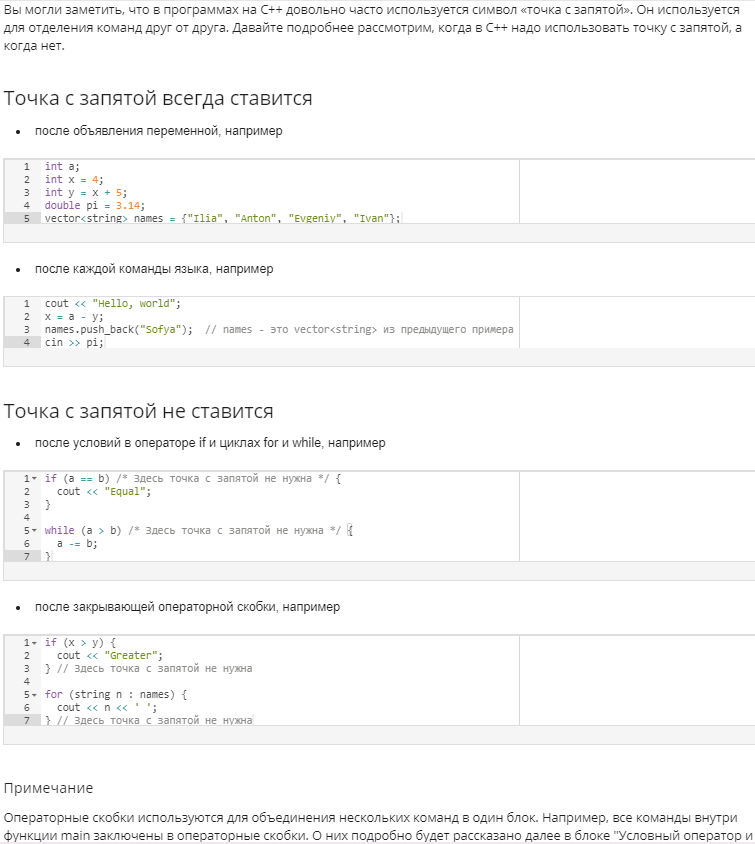 Вы могли заметить, что в программах на C++ довольно часто используется символ «точка с запятой». Он используется
для отделения команд друг от друга. Давайте подробнее рассмотрим, когда в C++ надо использовать точку с запятой, а
когда нет.
Точка с запятой всегда ставится
• после объявления переменной, например
1 int a;
2 int x = 4;
3 int y = x + 5;
4 double pi = 3.14;
5 vector<string> names = {"Ilia", "Anton", "Evgeniy", "Ivan"};
• после каждой команды языка, например
1 cout << "Hello, world";
2 x = a - y;
3 names.push_back("Sofya");  // names - это vector<string> из предыдущего примера
4 cin >> pi;
Точка с запятой не ставится
• после условий в операторе if и циклах for и while, например
1 if (a == b) /* Здесь точка с запятой не нужна */ {
2   cout << "Equal";
3 }
4
5 while (a > b) /* Здесь точка с запятой не нужна */ {
6   a -= b;
7 }
• после закрывающей операторной скобки, например
1 if (x > y) {
2   cout << "Greater";
3 } // Здесь точка с запятой не нужна
4
5 for (string n : names) {
6   cout << n << ' ';
7 } // Здесь точка с запятой не нужна
Примечание
Операторные скобки используются для объединения нескольких команд в один блок. Например, все команды внутри
функции main заключены в операторные скобки. О них подробно будет рассказано далее в блоке "Условный оператор и